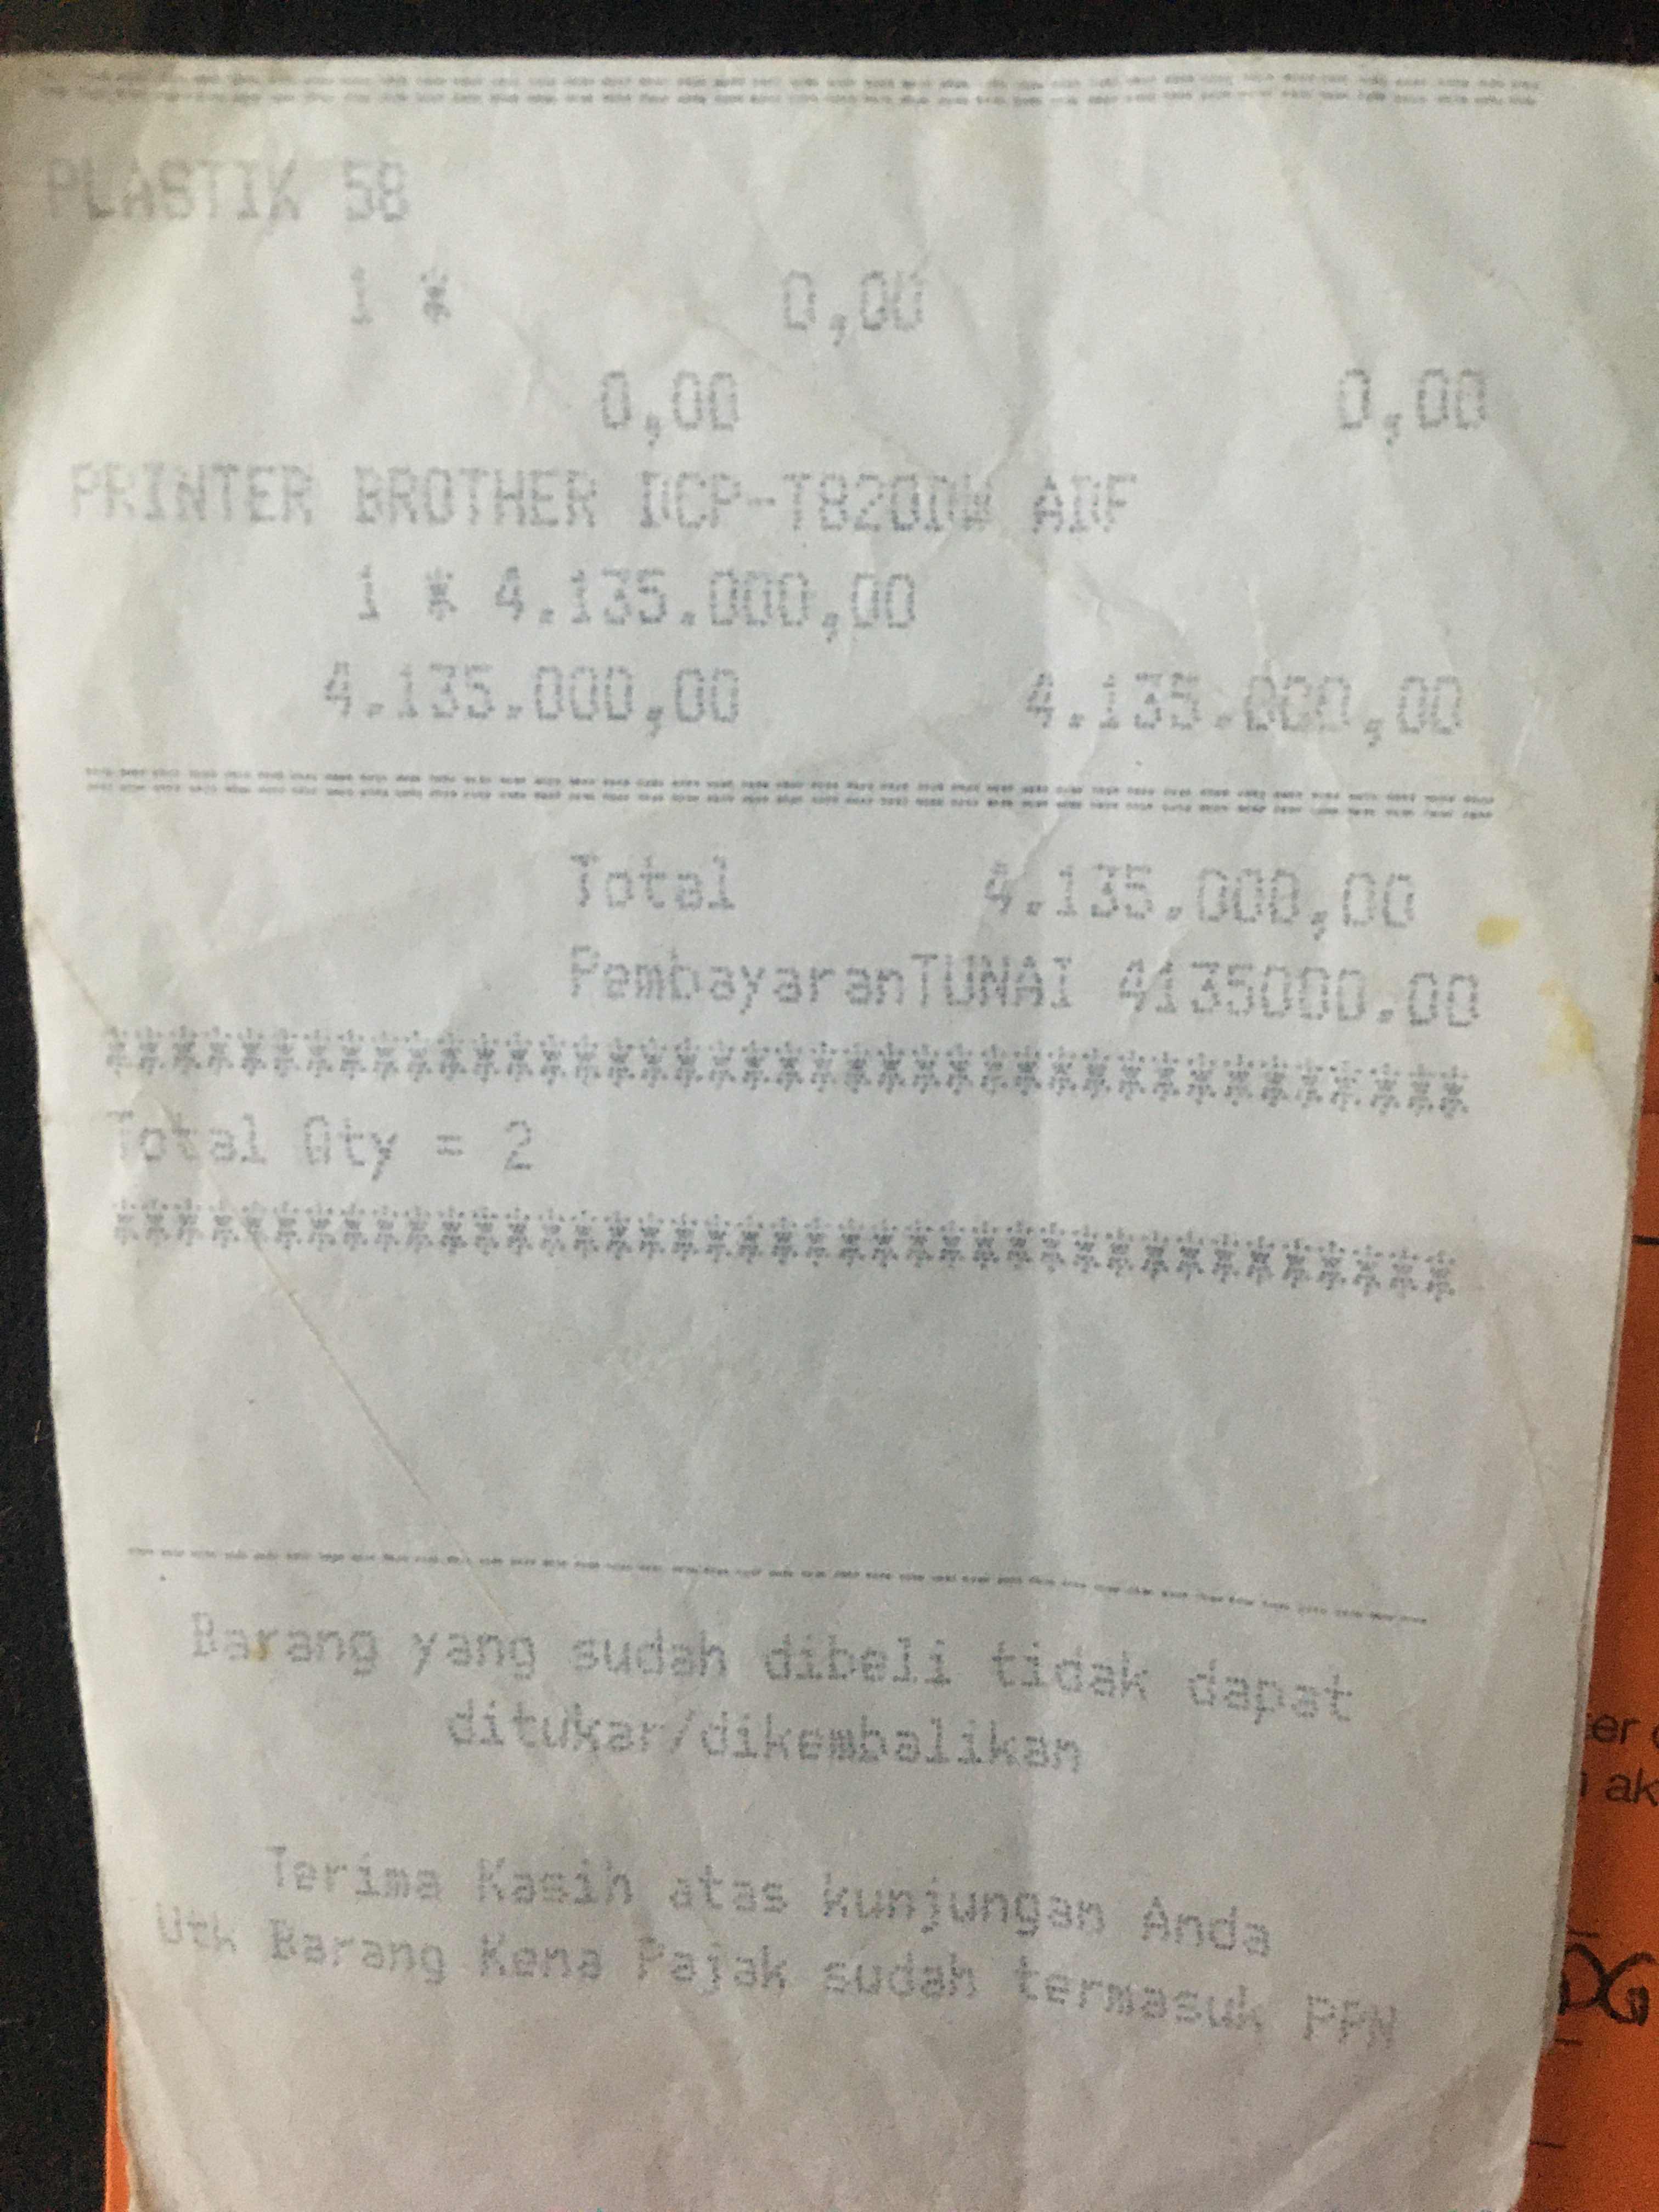 PLASTIK 58
1 * 0,00
0,00 0,00
PRINTER BROTHER DCP-T820DW ADF
1 * 4.135.000,00
4.135.000,00 4.135.000,00
Total 4.135.000,00
PembayaranTUNAI 4135000.00
****************************************
Total Qty = 2
****************************************
Barang yang sudah dibeli tidak dapat
ditukar/dikembalikan
Terima Kasih atas kunjungan Anda
Utk Barang Kena Pajak sudah termasuk PPN
er
ak
OG